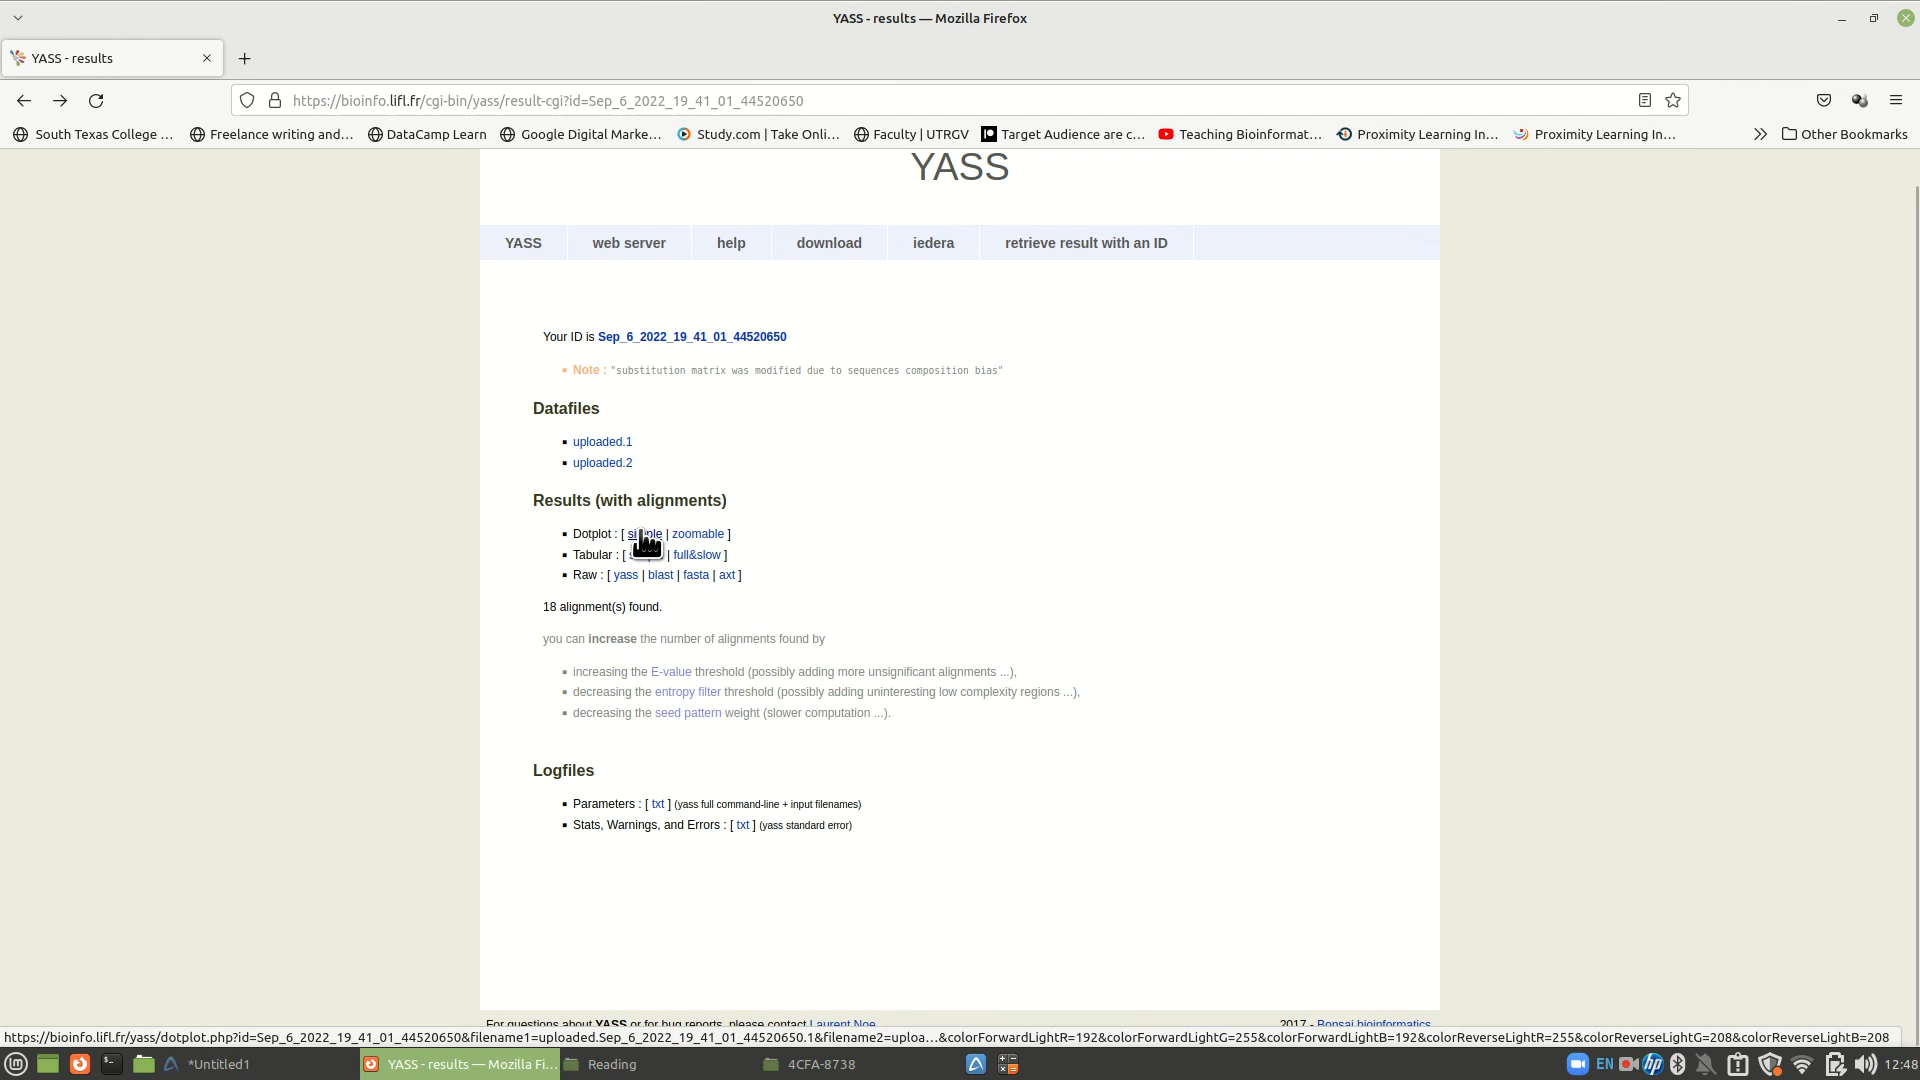 YASS - results — Mozilla Firefox
YASS - results
https://bioinfo.lifl.fr/cgi-bin/yass/result-cgi?id=Sep_6_2022_19_41_01_44520650
South Texas College ...
Freelance writing and...
DataCamp Learn
Google Digital Marke...
Study.com | Take Onli...
Faculty | UTRGV
Target Audience are c...
Teaching Bioinformat...
Proximity Learning In...
Proximity Learning In...
Other Bookmarks
YASS
YASS
web server
help
download
iedera
retrieve result with an ID
Your ID is Sep_6_2022_19_41_01_44520650
Note : "substitution matrix was modified due to sequences composition bias"
Datafiles
uploaded.1
uploaded.2
Results (with alignments)
Dotplot : [ simple | zoomable ]
Tabular : [ | full&slow ]
Raw : [ yass | blast | fasta | axt ]
18 alignment(s) found.
you can increase the number of alignments found by
increasing the E-value threshold (possibly adding more unsignificant alignments ...),
decreasing the entropy filter threshold (possibly adding uninteresting low complexity regions ...),
decreasing the seed pattern weight (slower computation ...).
Logfiles
Parameters : [ txt ] (yass full command-line + input filenames)
Stats, Warnings, and Errors : [ txt ] (yass standard error)
For questions about YASS or for bug reports, please contact Laurent Noe
2017 - Bonsai bioinformatics
https://bioinfo.lifl.fr/yass/dotplot.php?id=Sep_6_2022_19_41_01_44520650&filename1=uploaded.Sep_6_2022_19_41_01_44520650.1&filename2=uploa...&colorForwardLightR=192&colorForwardLightG=255&colorForwardLightB=192&colorReverseLightR=255&colorReverseLightG=208&colorReverseLightB=208
*Untitled1
YASS - results — Mozilla Fi...
Reading
4CFA-8738
EN
hp
12:48